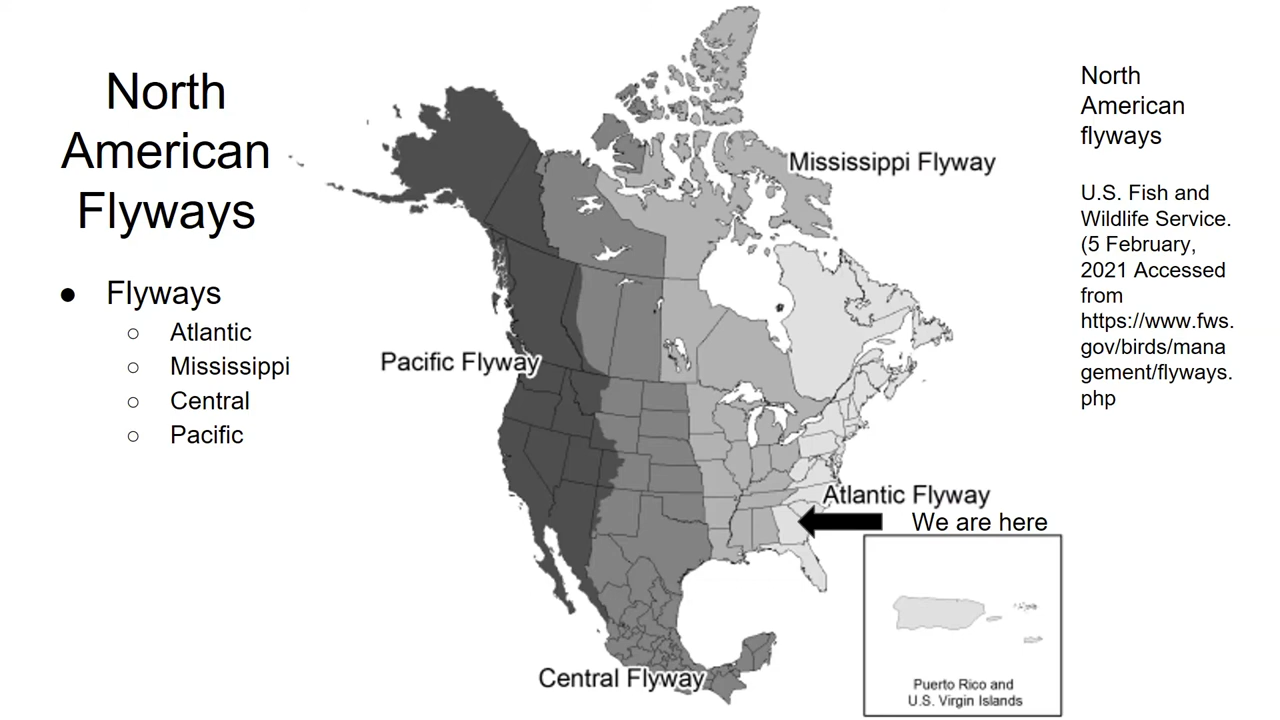 North
American
Flyways
● Flyways
○ Atlantic
○ Mississippi
○ Central
○ Pacific
Mississippi Flyway
Pacific Flyway
Atlantic Flyway
We are here
Central Flyway
Puerto Rico and
U.S. Virgin Islands
North
American
flyways
U.S. Fish and
Wildlife Service.
(5 February,
2021 Accessed
from
https://www.fws.
gov/birds/mana
gement/flyways.
php